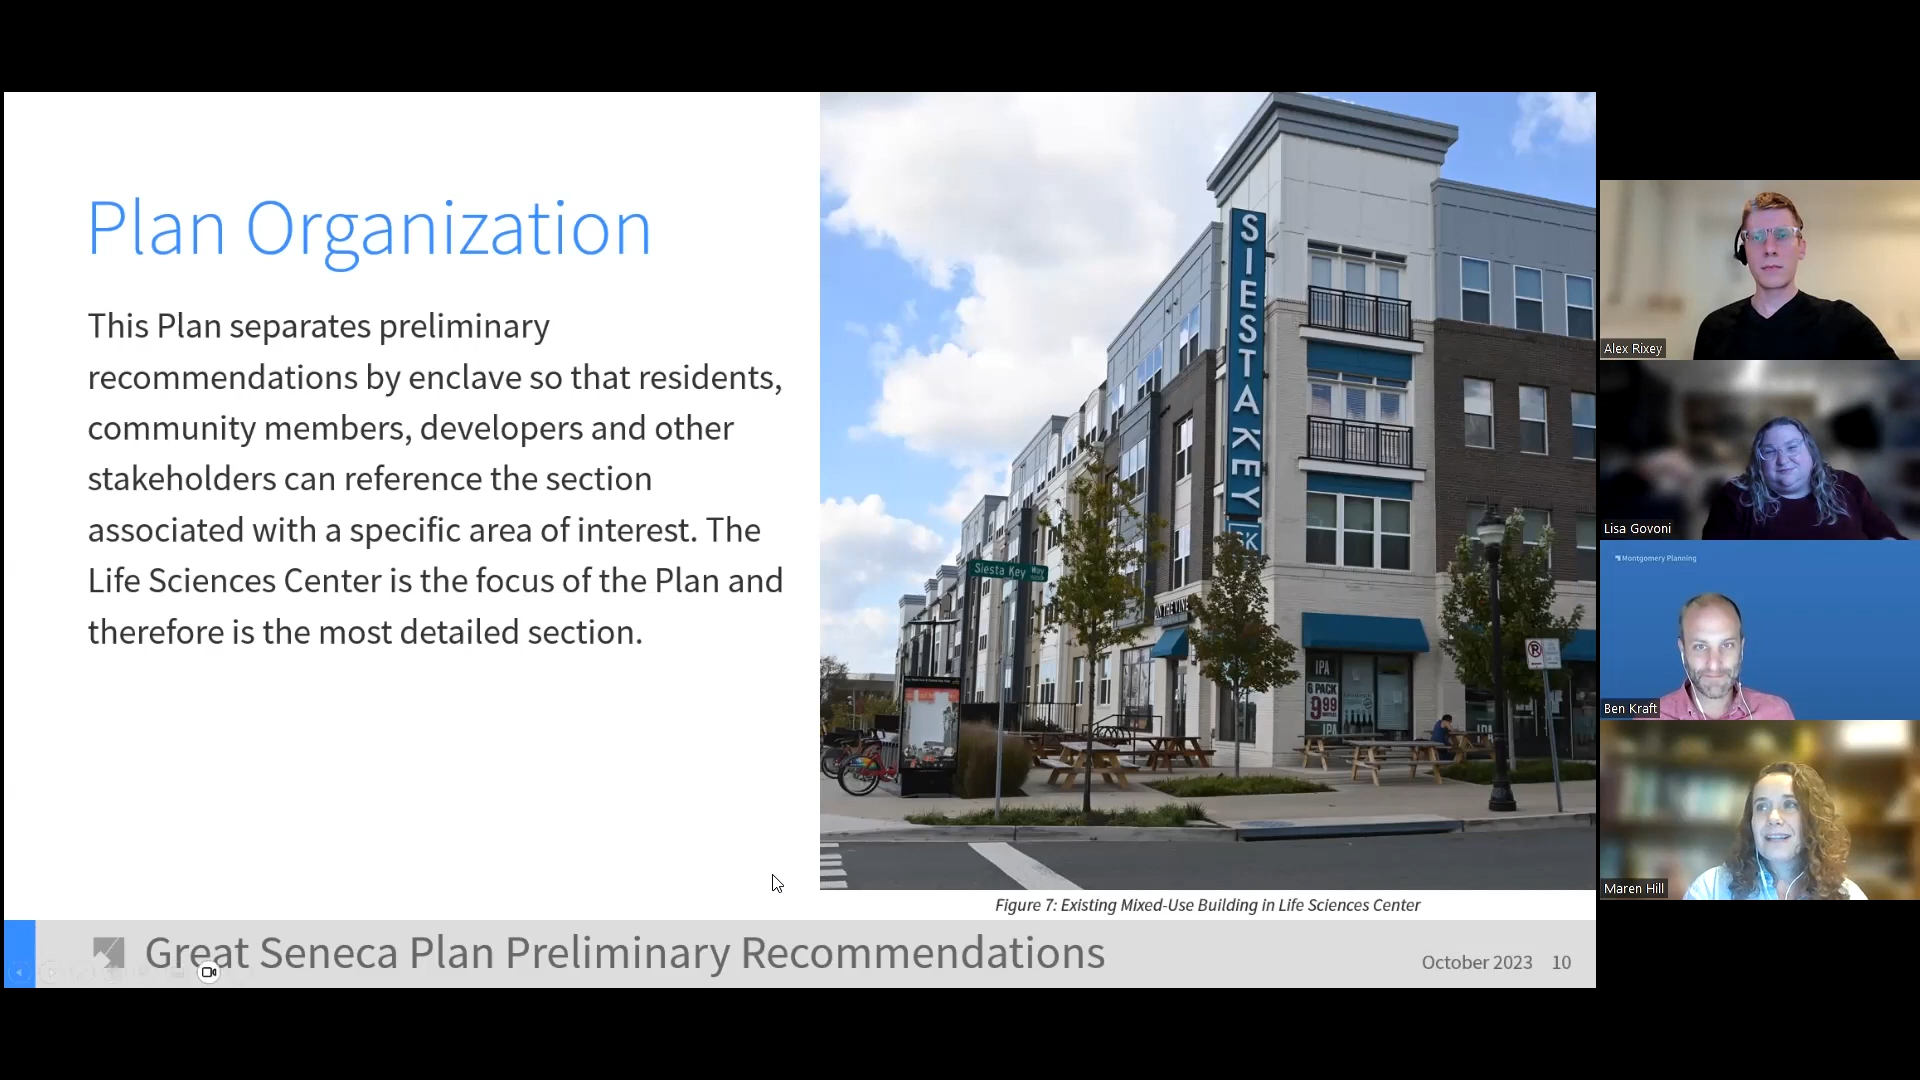 Plan Organization
This Plan separates preliminary
recommendations by enclave so that residents,
community members, developers and other
stakeholders can reference the section
associated with a specific area of interest. The
Life Sciences Center is the focus of the Plan and
therefore is the most detailed section.
SIESTA KEY
SK
Siesta Key Way
IPA
6 PACK
9.99
IPA
IPA
R
Figure 7: Existing Mixed-Use Building in Life Sciences Center
Great Seneca Plan Preliminary Recommendations
October 2023 10
Alex Rixey
Lisa Govoni
Montgomery Planning
Ben Kraft
Maren Hill